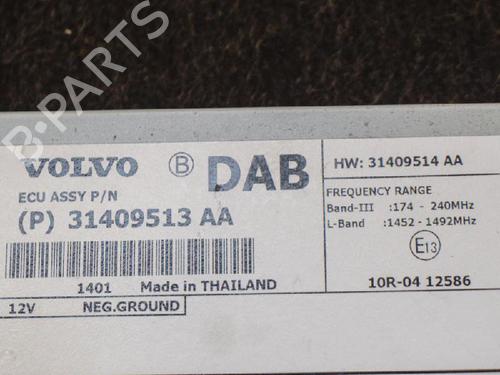 B-PARTS
VOLVO B DAB
ECU ASSY P/N
(P) 31409513 AA
1401 Made in THAILAND
12V NEG.GROUND
HW: 31409514 AA
FREQUENCY RANGE
Band-III :174 - 240MHz
L-Band :1452 - 1492MHz
E13
10R-04 12586